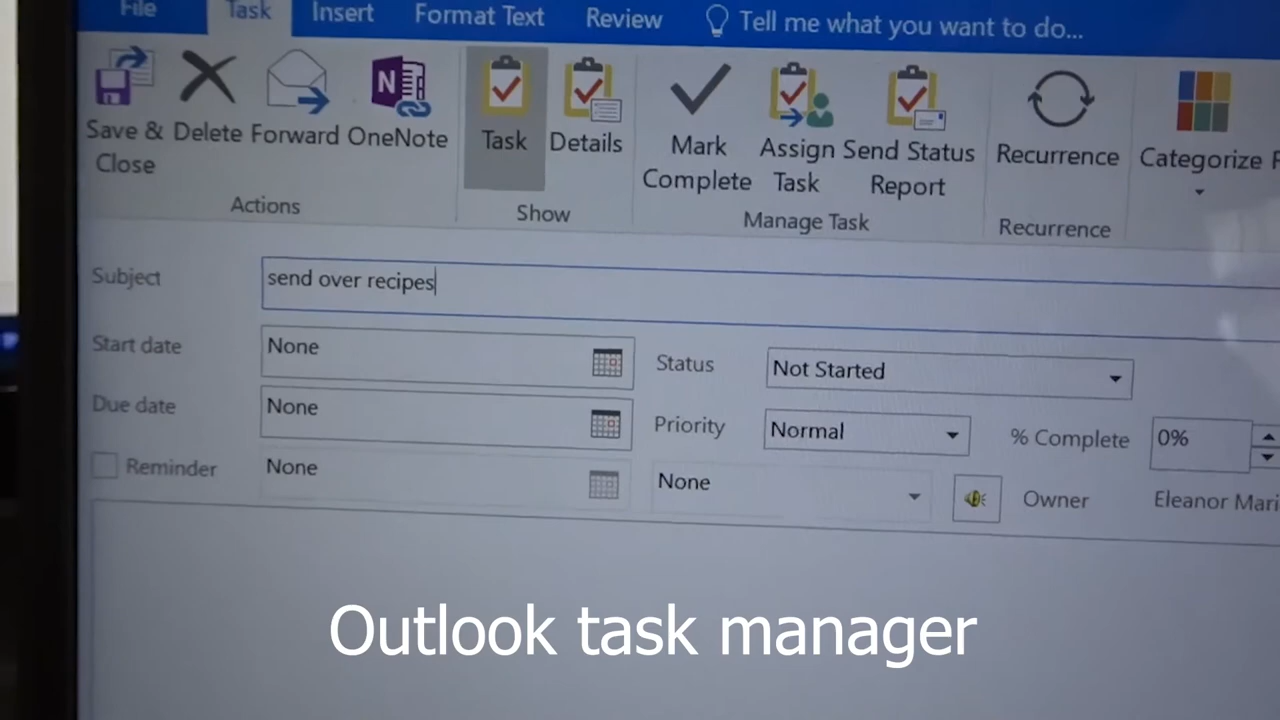 File Task Insert Format Text Review Tell me what you want to do...
Save & Close Delete Forward OneNote Task Details Mark Complete Assign Task Send Status Report Recurrence Categorize
Actions Show Manage Task Recurrence
Subject send over recipes
Start date None Status Not Started
Due date None Priority Normal % Complete 0%
Reminder None None Owner Eleanor Mari
Outlook task manager